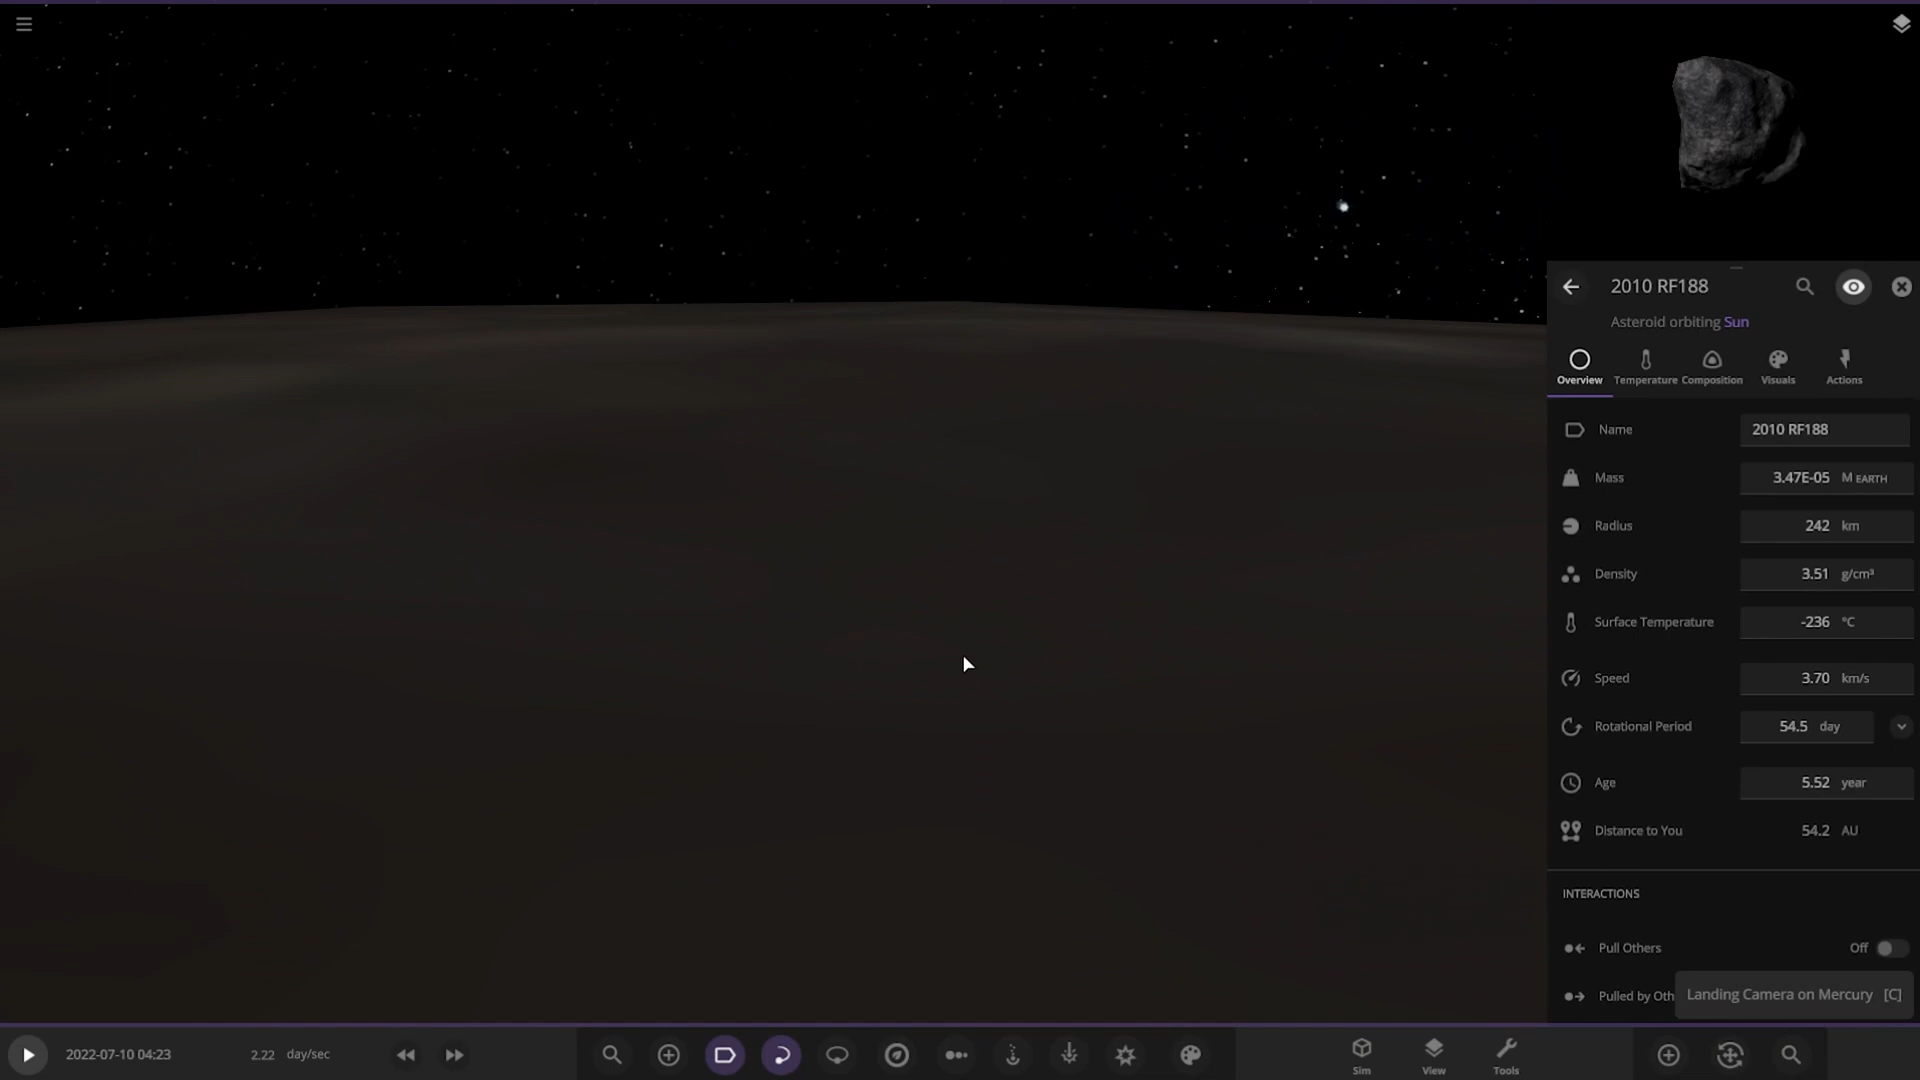 2010 RF188
Asteroid orbiting Sun
Overview Temperature Composition Visuals Actions
Name 2010 RF188
Mass 3.47E-05 M EARTH
Radius 242 km
Density 3.51 g/cm³
Surface Temperature -236 °C
Speed 3.70 km/s
Rotational Period 54.5 day
Age 5.52 year
Distance to You 54.2 AU
INTERACTIONS
Pull Others Off
Pulled by Oth
Landing Camera on Mercury [C]
2022-07-10 04:23 2.22 day/sec
Sim View Tools